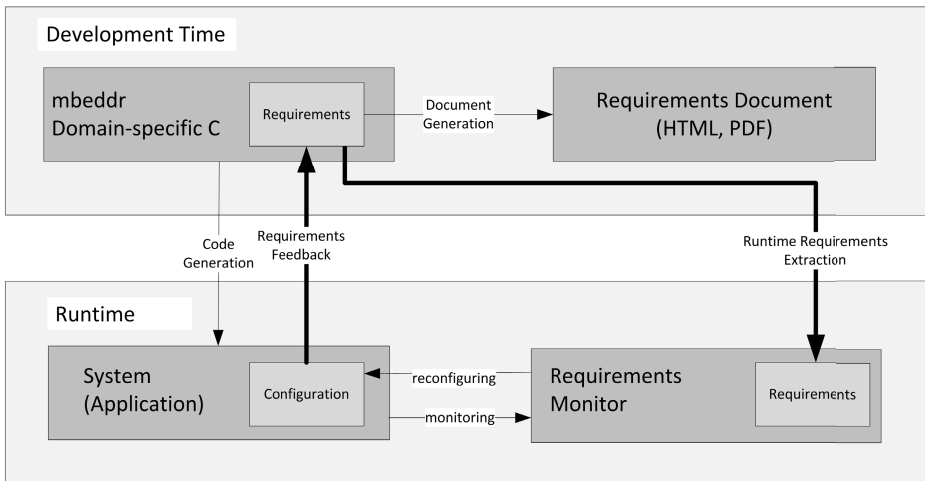 Development Time
mbeddr
Domain-specific C
Requirements
Document
Generation
Requirements Document
(HTML, PDF)
Code
Generation
Requirements
Feedback
Runtime Requirements
Extraction
Runtime
System
(Application)
Configuration
reconfiguring
monitoring
Requirements
Monitor
Requirements